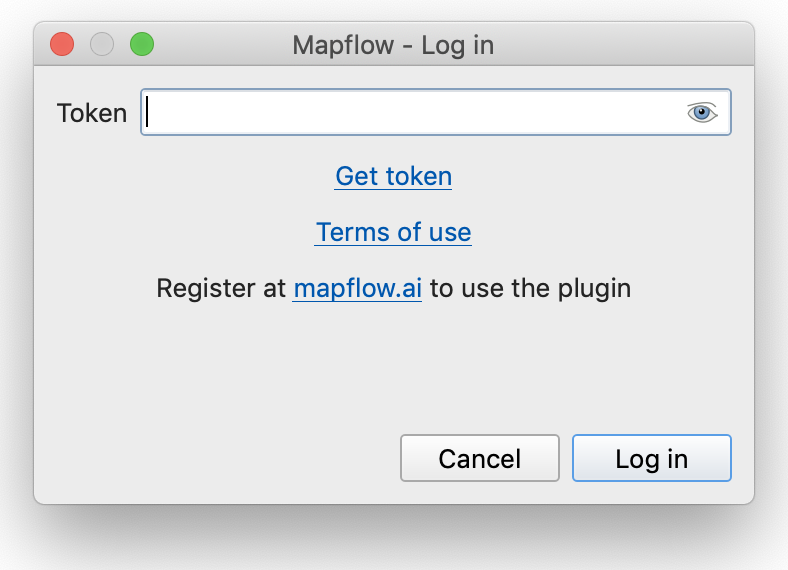 Mapflow - Log in
Token
Get token
Terms of use
Register at mapflow.ai to use the plugin
Cancel Log in